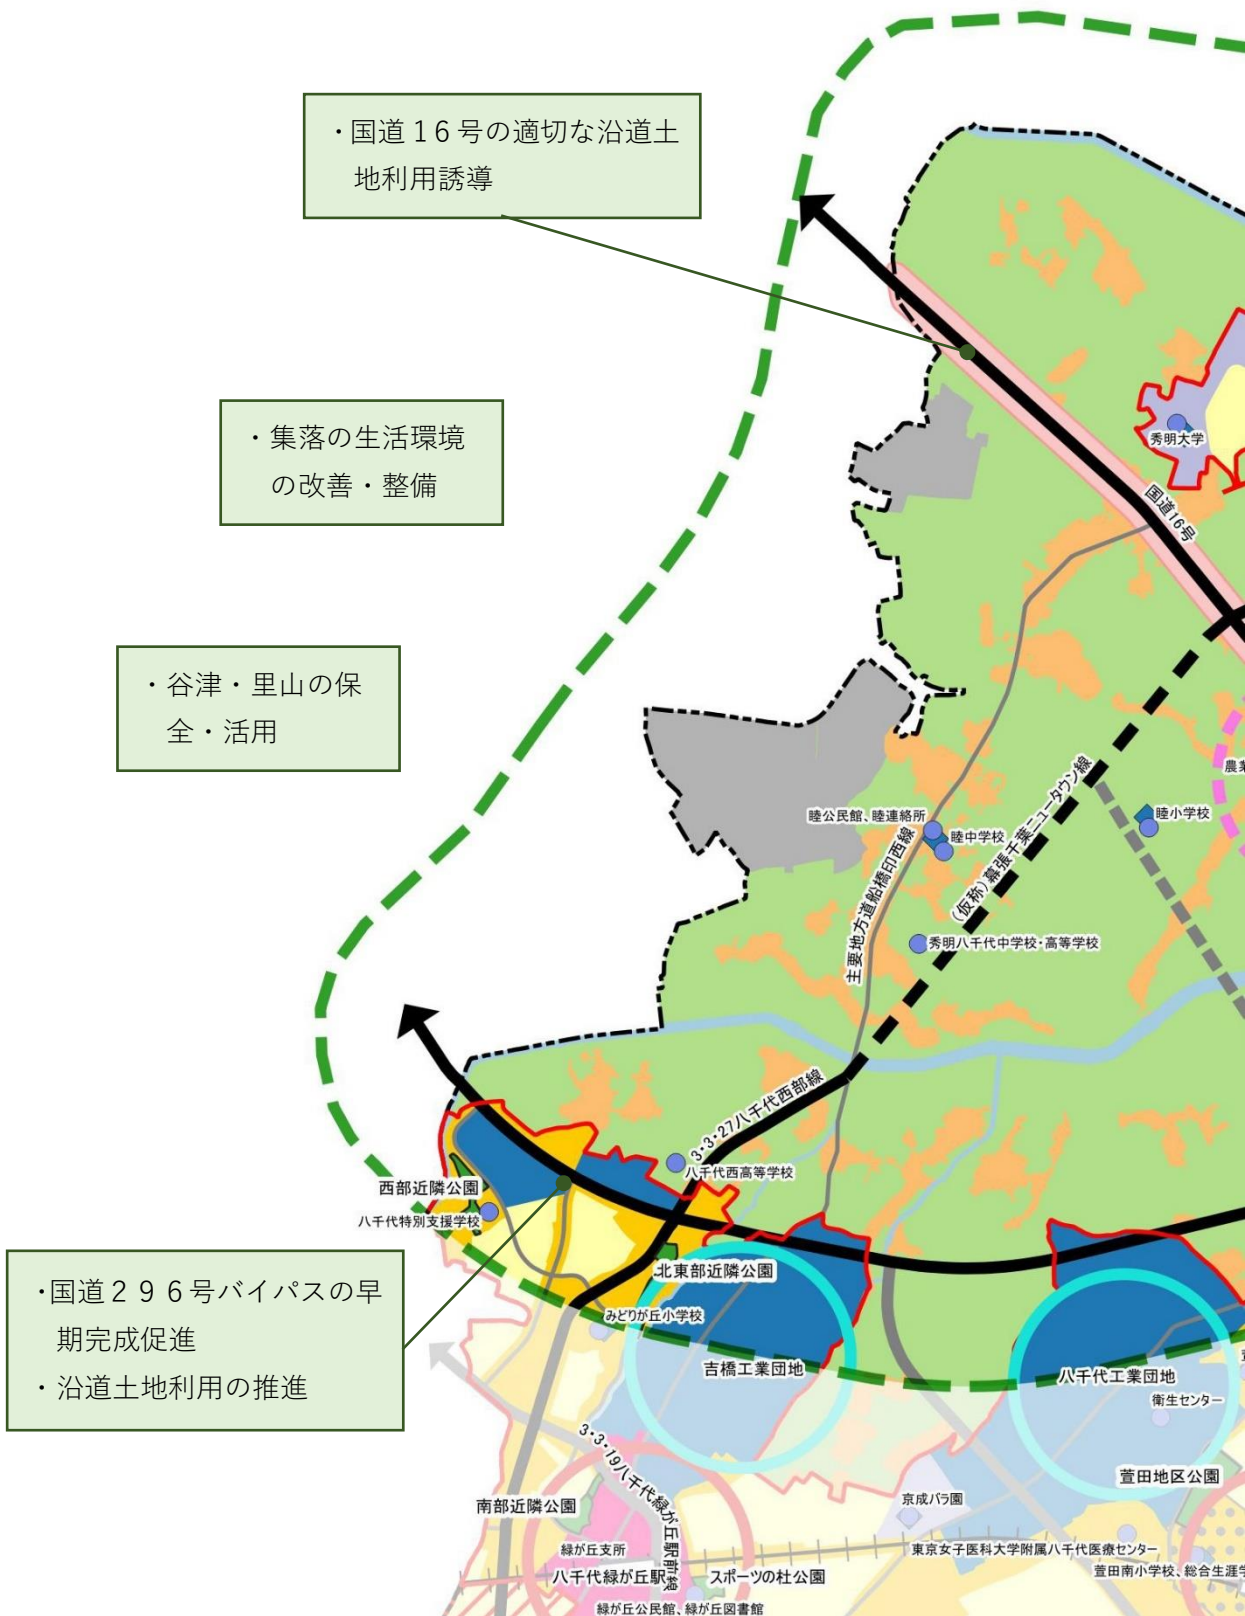 ・国道16号の適切な沿道土
地利用誘導
・集落の生活環境
の改善・整備
・谷津・里山の保
全・活用
秀明大学
国道16号
農業
睦小学校
睦公民館、睦連絡所
睦中学校
(仮称)幕張千葉ニュータウン線
主要地方道船橋印西線
秀明八千代中学校・高等学校
3・3・27八千代西部線
八千代西高等学校
西部近隣公園
八千代特別支援学校
・国道296号バイパスの早
期完成促進
・沿道土地利用の推進
北東部近隣公園
みどりが丘小学校
吉橋工業団地
八千代工業団地
衛生センター
萱田地区公園
3・3・19八千代緑が丘駅前線
南部近隣公園
京成バラ園
緑が丘支所
東京女子医科大学附属八千代医療センター
八千代緑が丘駅
スポーツの杜公園
萱田南小学校、総合生涯学
緑が丘公民館、緑が丘図書館